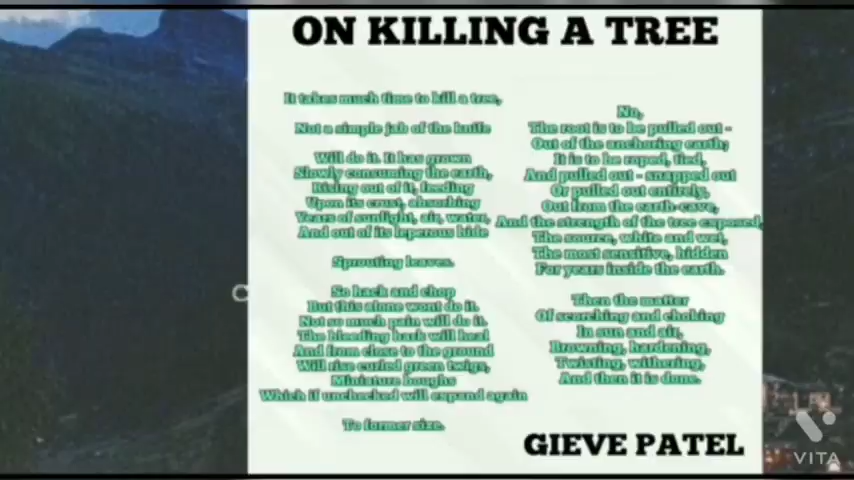 ON KILLING A TREE
It takes much time to kill a tree,
Not a simple jab of the knife
Will do it. It has grown
Slowly consuming the earth,
Rising out of it, feeding
Upon its crust, absorbing
Years of sunlight, air, water,
And out of its leperous hide
Sprouting leaves.
So hack and chop
But this alone wont do it.
Not so much pain will do it.
The bleeding bark will heal
And from close to the ground
Will rise curled green twigs,
Miniature boughs
Which if unchecked will expand again
To former size.
No,
The root is to be pulled out -
Out of the anchoring earth;
It is to be roped, tied,
And pulled out - snapped out
Or pulled out entirely,
Out from the earth-cave,
And the strength of the tree exposed,
The source, white and wet,
The most sensitive, hidden
For years inside the earth.
Then the matter
Of scorching and choking
In sun and air,
Browning, hardening,
Twisting, withering,
And then it is done.
GIEVE PATEL
C
VITA